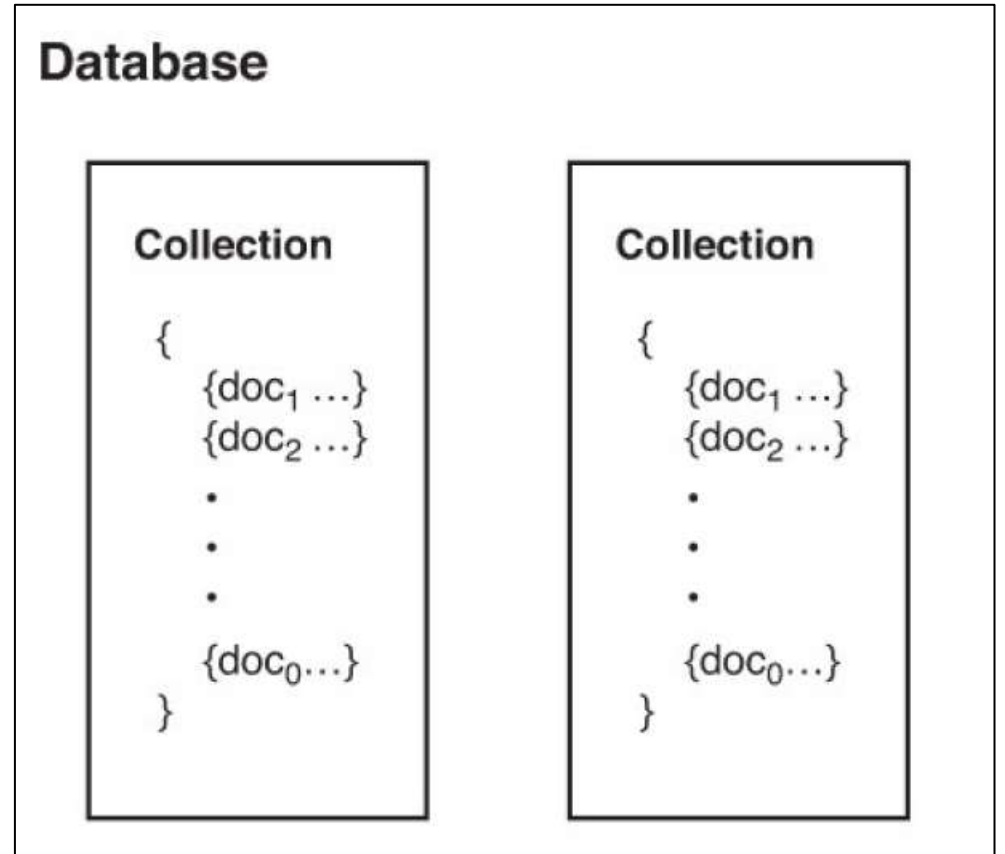 Database
Collection
{
{doc₁ ...}
{doc₂ ...}
.
.
.
{doc₀...}
}
Collection
{
{doc₁ ...}
{doc₂ ...}
.
.
.
{doc₀...}
}